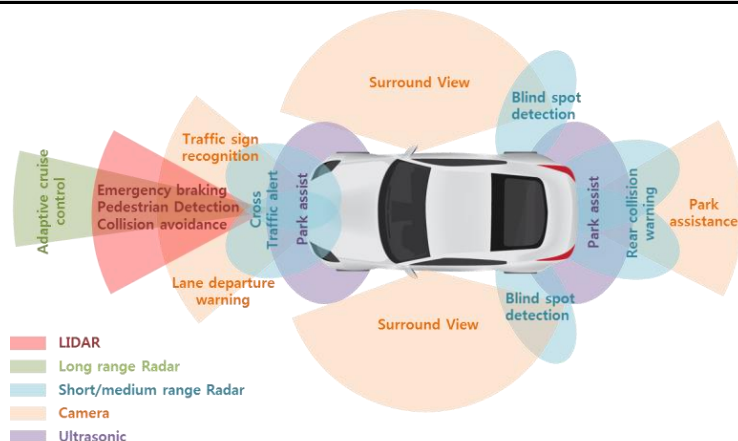 Surround View
Blind spot
detection
Traffic sign
recognition
Adaptive cruise
control
Emergency braking
Pedestrian Detection
Collision avoidance
Cross
Traffic alert
Park assist
Park assist
Rear collision
warning
Park
assistance
Lane departure
warning
Blind spot
detection
Surround View
LIDAR
Long range Radar
Short/medium range Radar
Camera
Ultrasonic